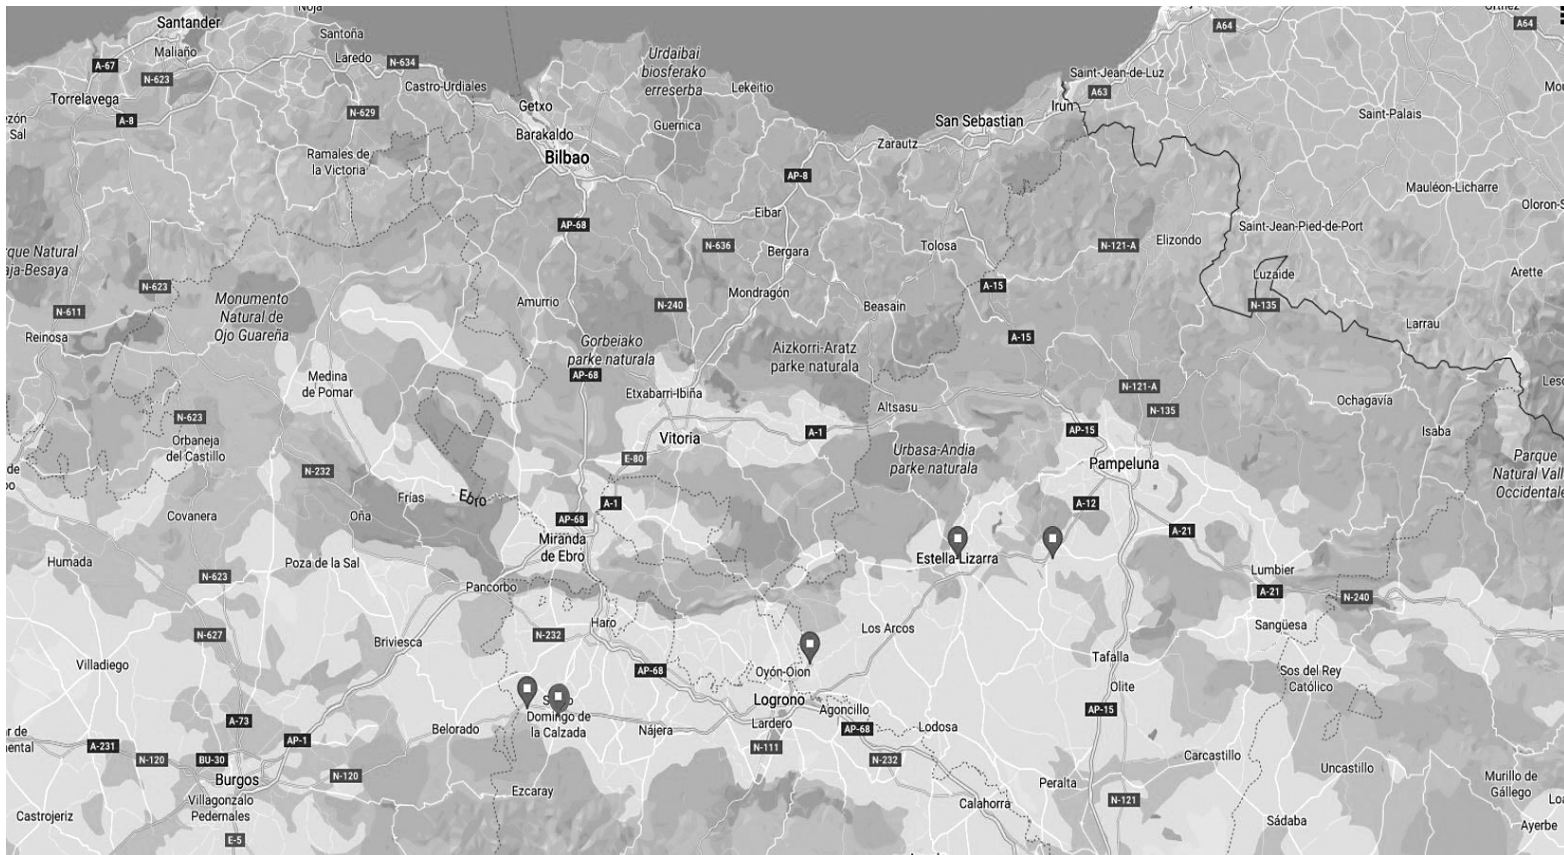 Santander
Noja
Maliaño
Santoña
Laredo
N-634
A-67
N-623
Torrelavega
A-8
N-629
Castro-Urdiales
Ramales de
la Victoria
Getxo
Barakaldo
Bilbao
Urdaibai
biosferako
erreserba
Lekeitio
Guernica
AP-8
Zarautz
San Sebastian
Irun
Saint-Jean-de-Luz
A63
A64
A64
Saint-Palais
Mauléon-Licharre
Saint-Jean-Pied-de-Port
Elizondo
N-121-A
Tolosa
Eibar
Bergara
N-636
AP-68
N-623
N-611
Reinosa
Monumento
Natural de
Ojo Guareña
Amurrio
N-240
Mondragón
Beasain
A-15
A-15
Luzaide
N-135
Arette
Larrau
Gorbeiako
parke naturala
AP-68
Aizkorri-Aratz
parke naturala
Medina
de Pomar
Etxabarri-Ibiña
Vitoria
A-1
Altsasu
N-121-A
N-135
Ochagavía
Isaba
N-623
Orbaneja
del Castillo
N-232
E-80
Urbasa-Andia
parke naturala
AP-15
Pampeluna
Parque
Natural Vall
Occidental
Frías
Ebro
Oña
Covanera
A-1
AP-68
Miranda
de Ebro
A-12
A-21
Humada
Poza de la Sal
N-623
Pancorbo
Estella-Lizarra
Lumbier
A-21
N-240
N-627
Briviesca
N-232
Haro
Los Arcos
Sangüesa
Villadiego
AP-68
Oyón-Oion
Tafalla
Sos del Rey
Católico
Logrono
Olite
A-73
Belorado
Domingo de
la Calzada
Nájera
Lardero
Agoncillo
AP-68
Lodosa
AP-15
A-231
N-120
BU-30
AP-1
Burgos
N-120
N-111
N-232
Carcastillo
Uncastillo
Peralta
Murillo de
Gállego
Villagonzalo
Pedernales
Ezcaray
Calahorra
N-121
Castrojeriz
Sádaba
Ayerbe
E-5